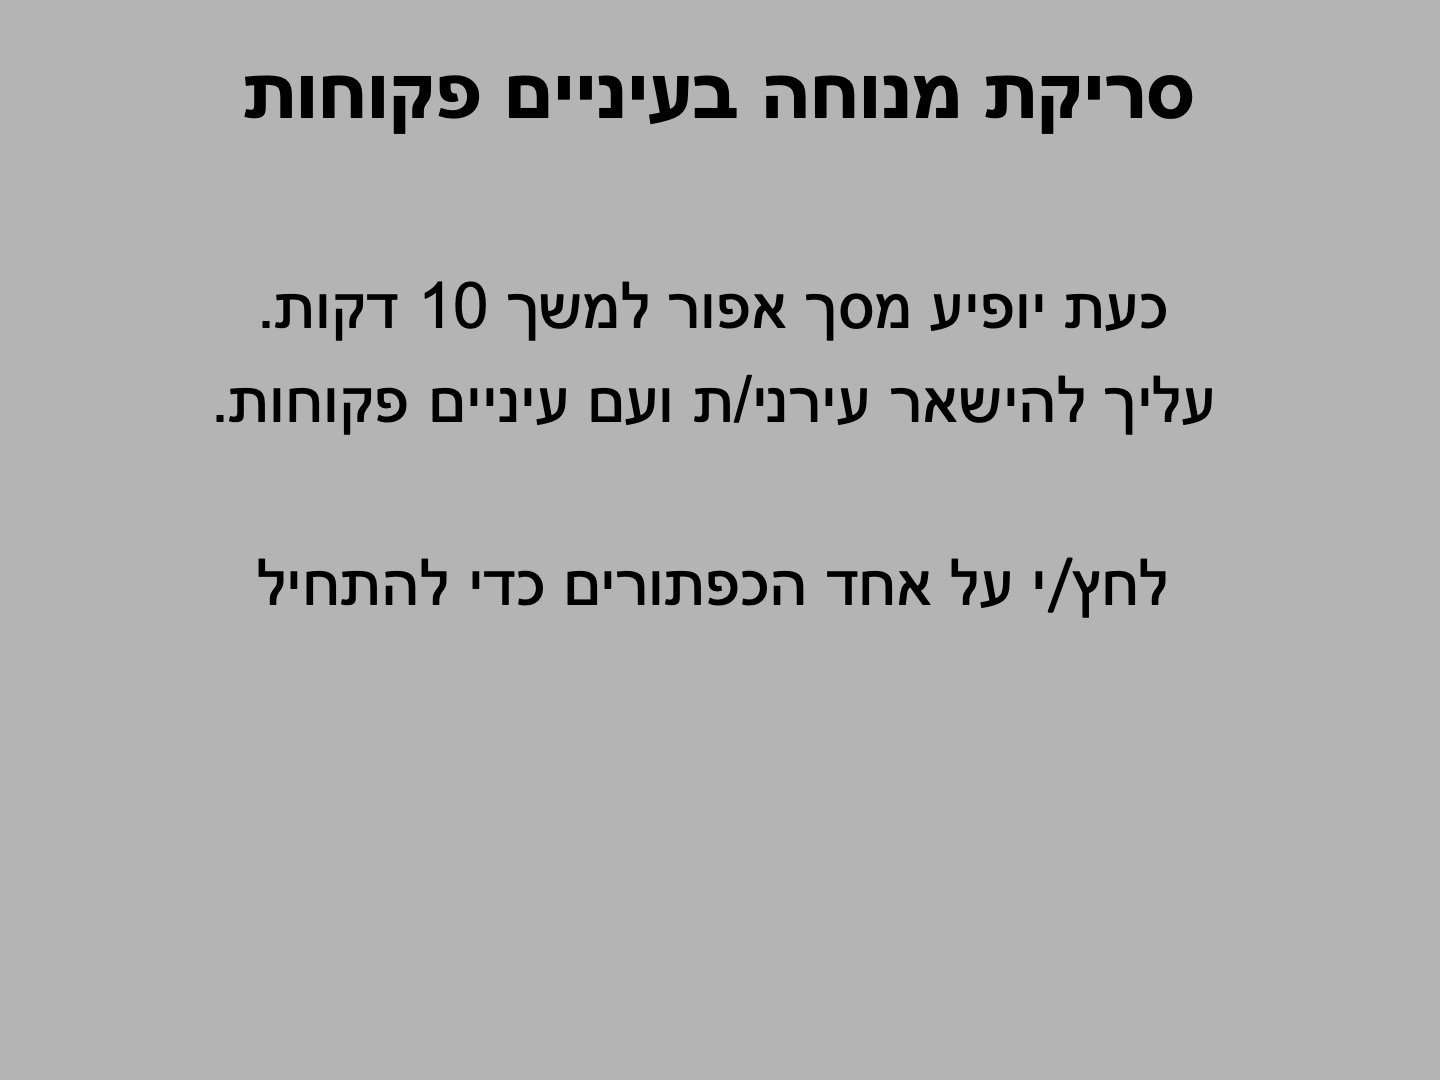 סריקת מנוחה בעיניים פקוחות
כעת יופיע מסך אפור למשך 10 דקות.
עליך להישאר עירני/ת ועם עיניים פקוחות.
לחץ/י על אחד הכפתורים כדי להתחיל